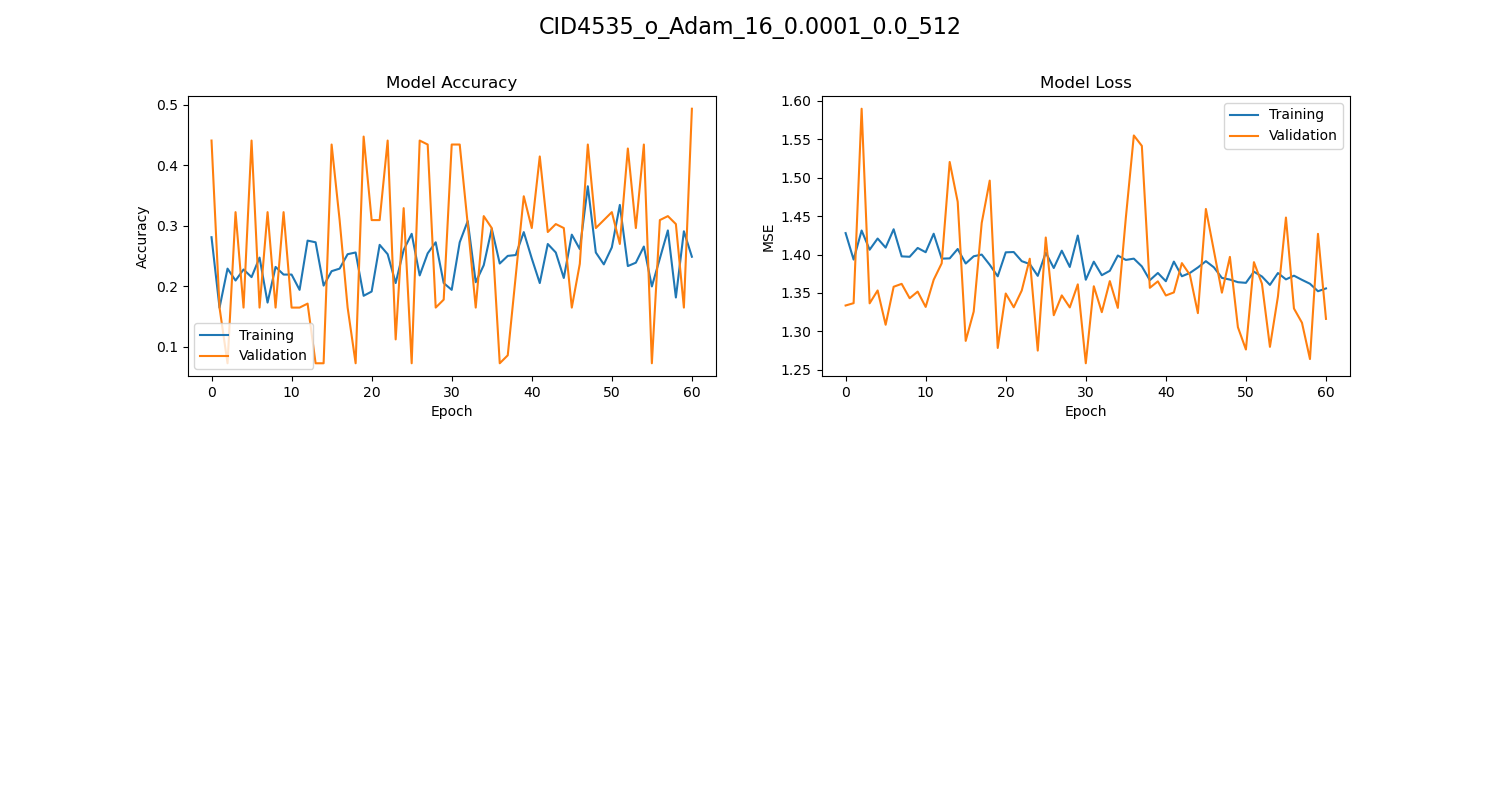 CID4535_o_Adam_16_0.0001_0.0_512
Model Accuracy
Accuracy
0.5
0.4
0.3
0.2
0.1
Training
Validation
0 10 20 30 40 50 60
Epoch
Model Loss
MSE
1.60
1.55
1.50
1.45
1.40
1.35
1.30
1.25
Training
Validation
0 10 20 30 40 50 60
Epoch